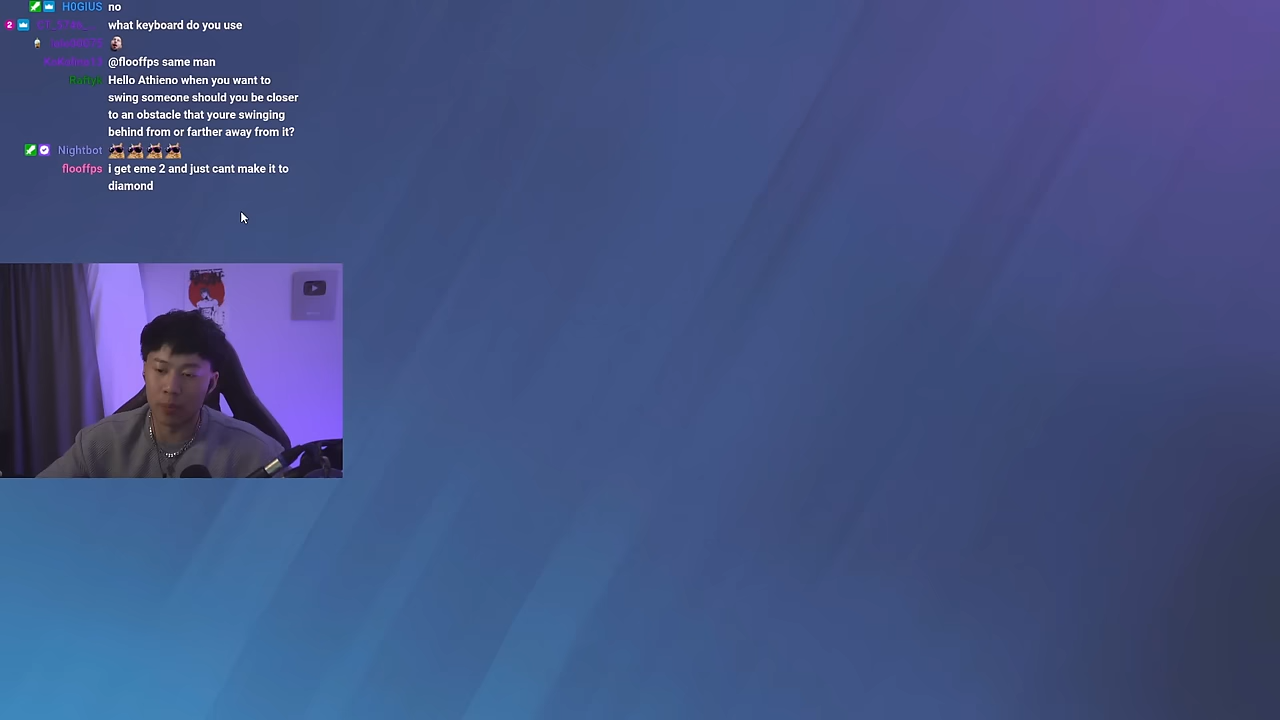 H0GIUS no
2 what keyboard do you use
@flooffps same man
Hello Athieno when you want to
swing someone should you be closer
to an obstacle that youre swinging
behind from or farther away from it?
Nightbot
flooffps i get eme 2 and just cant make it to
diamond